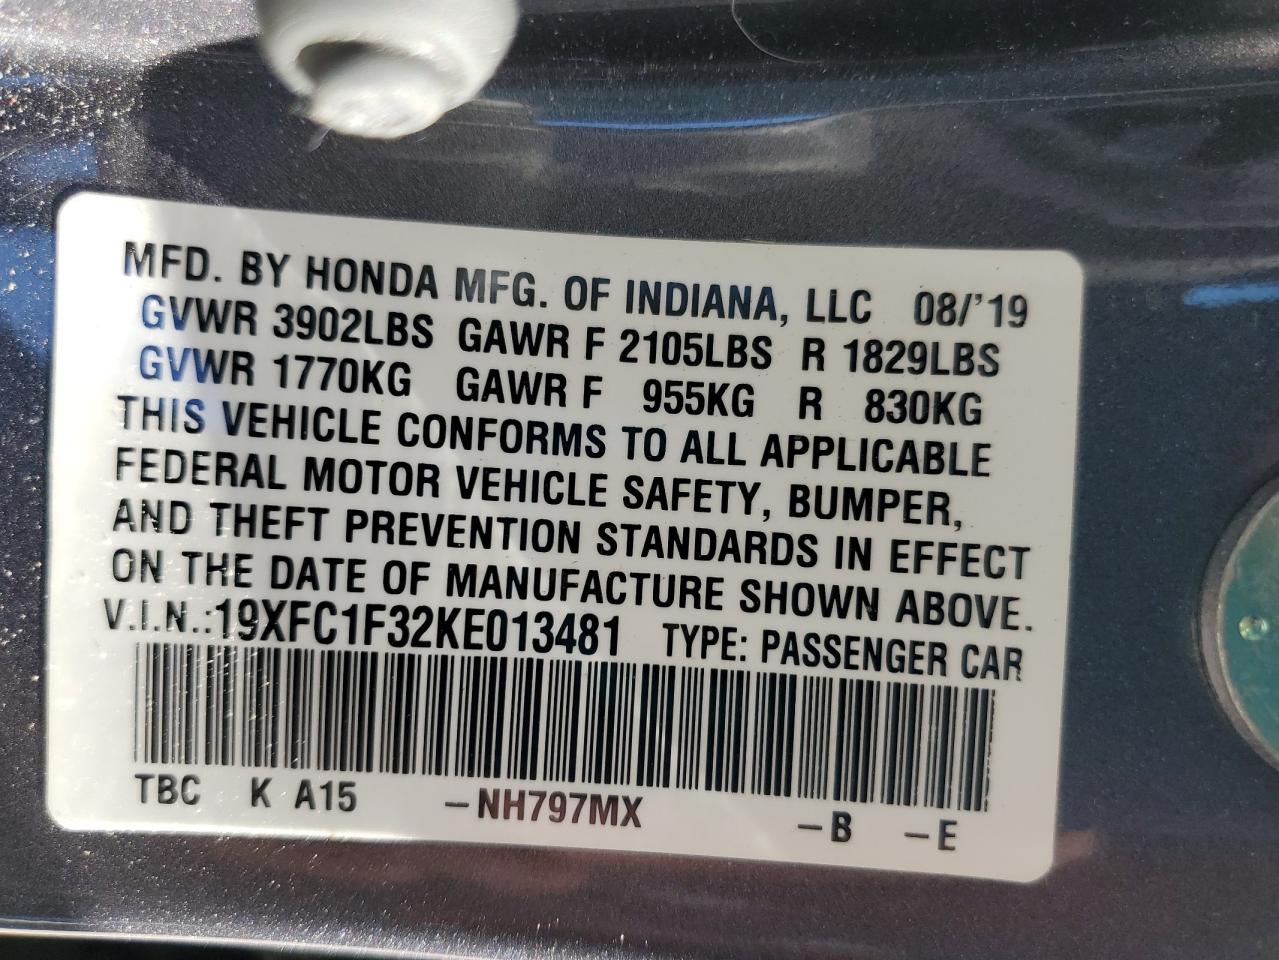 MFD. BY HONDA MFG. OF INDIANA, LLC 08/'19
GVWR 3902LBS GAWR F 2105LBS R 1829LBS
GVWR 1770KG GAWR F 955KG R 830KG
THIS VEHICLE CONFORMS TO ALL APPLICABLE
FEDERAL MOTOR VEHICLE SAFETY, BUMPER,
AND THEFT PREVENTION STANDARDS IN EFFECT
ON THE DATE OF MANUFACTURE SHOWN ABOVE.
V.I.N.:19XFC1F32KE013481 TYPE: PASSENGER CAR
TBC K A15 –NH797MX –B –E